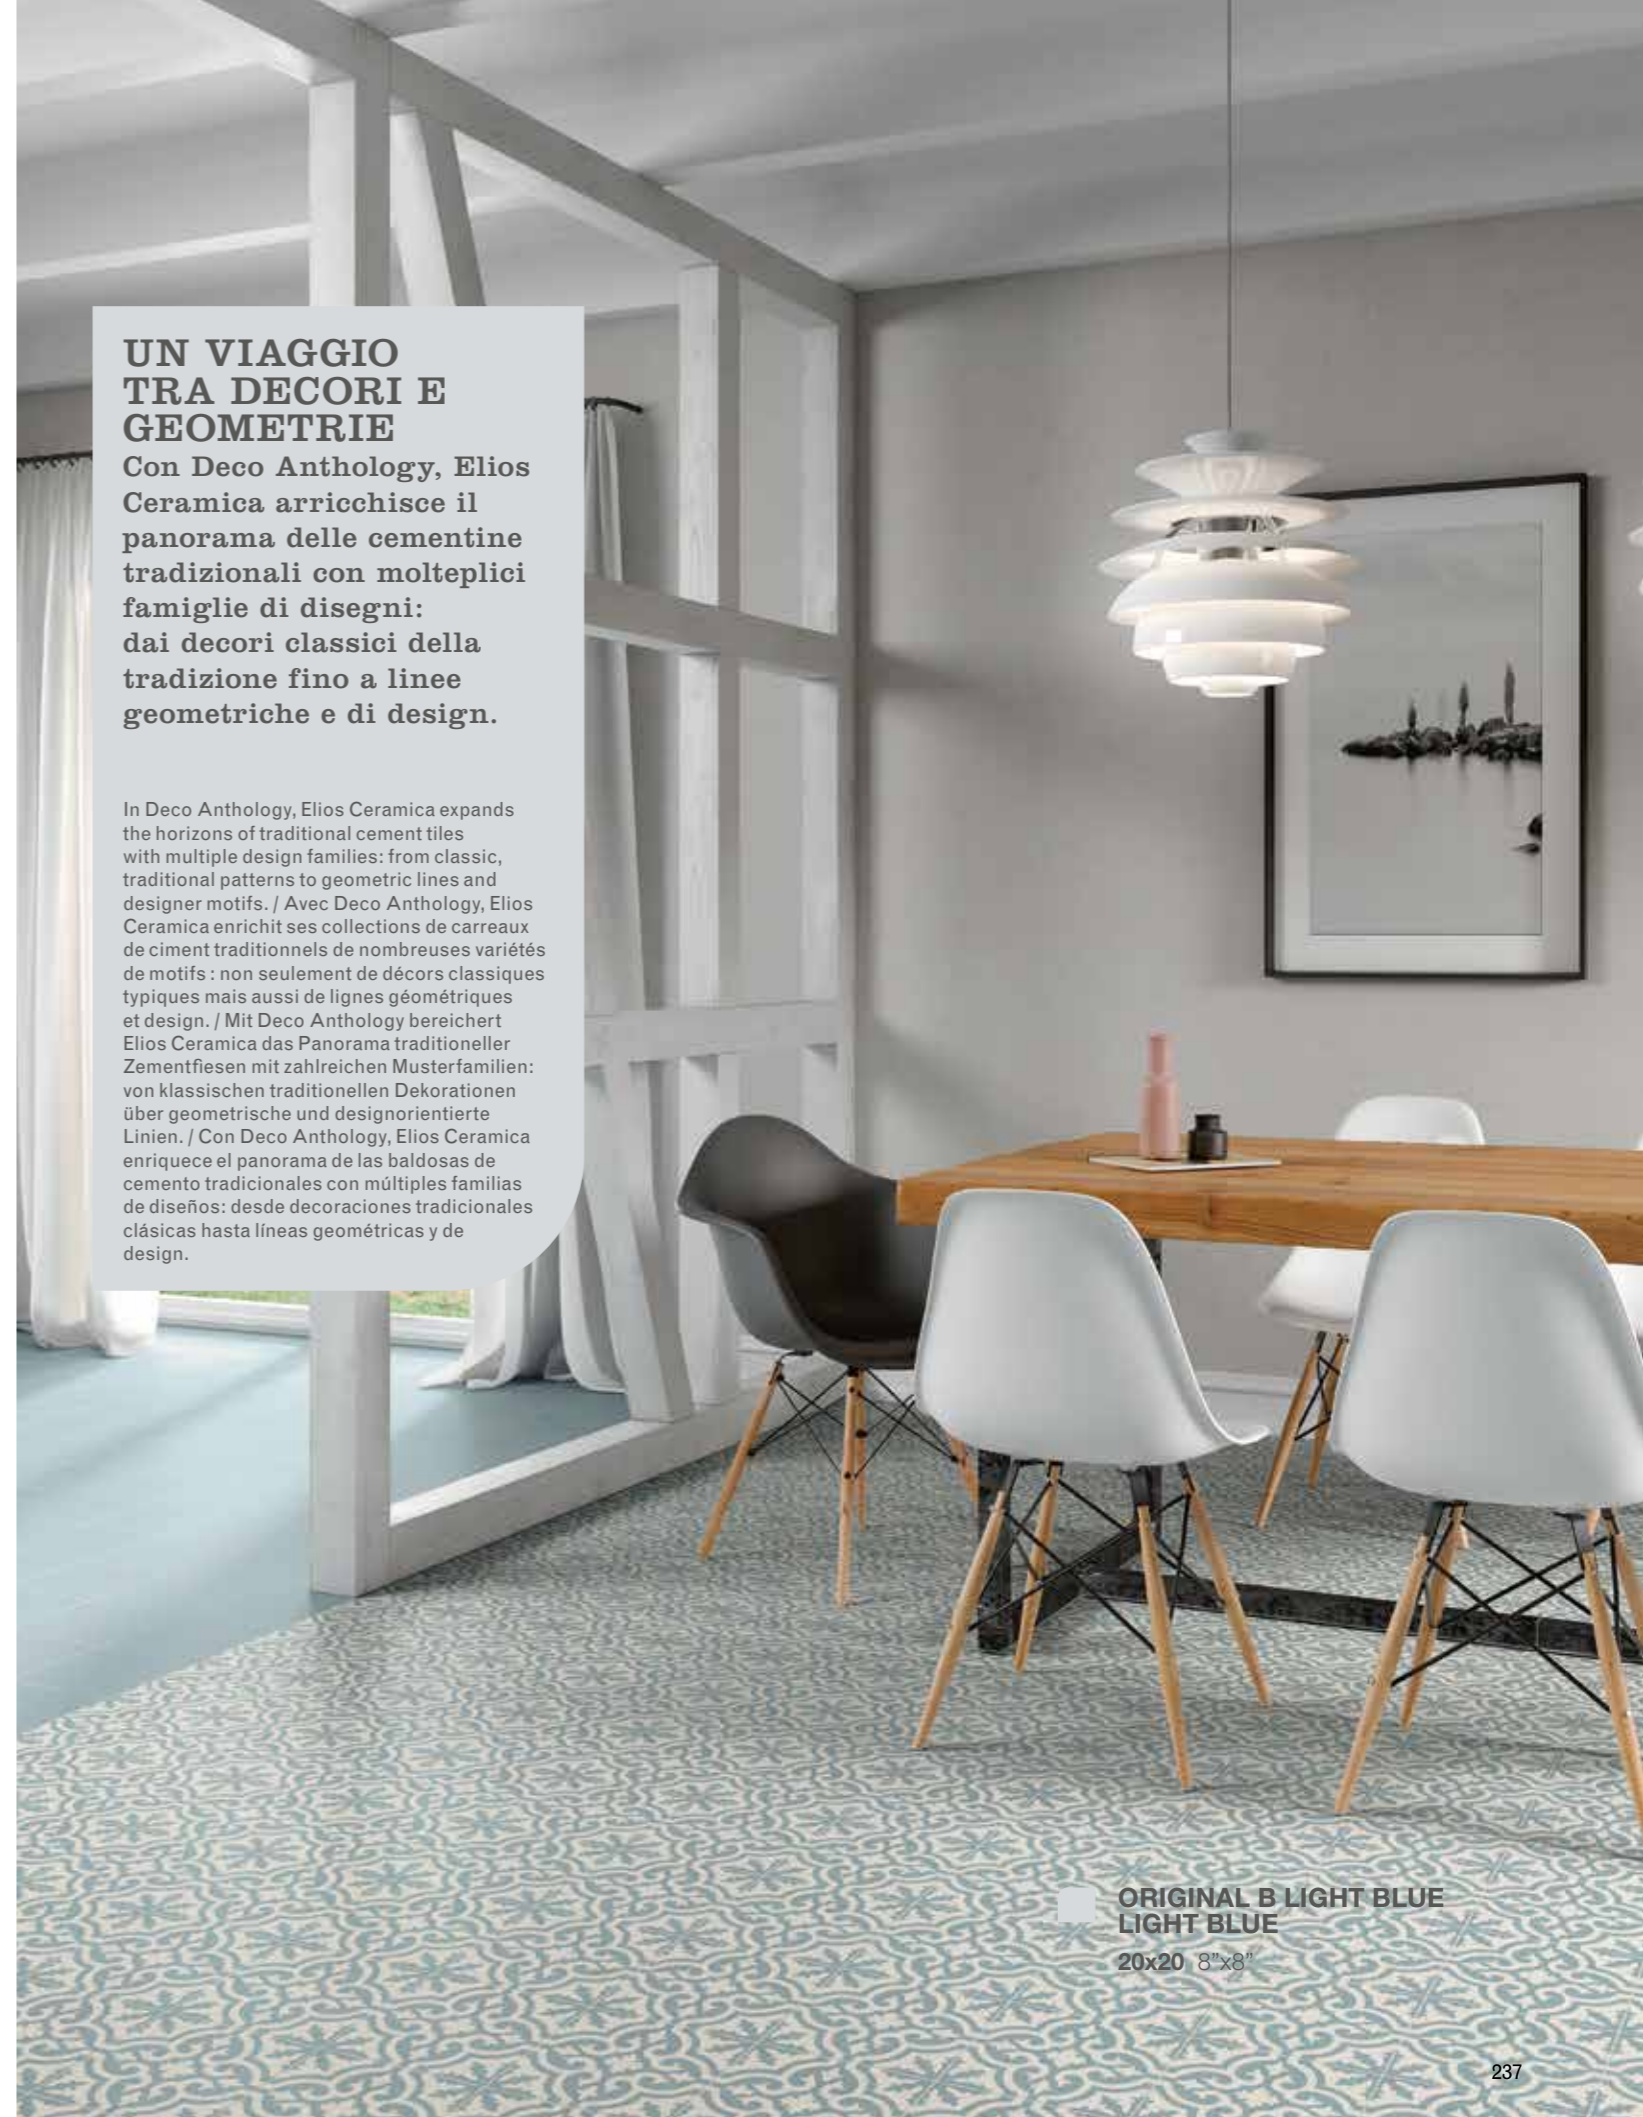 UN VIAGGIO
TRA DECORI E
GEOMETRIE
Con Deco Anthology, Elios
Ceramica arricchisce il
panorama delle cementine
tradizionali con molteplici
famiglie di disegni:
dai decori classici della
tradizione fino a linee
geometriche e di design.
In Deco Anthology, Elios Ceramica expands
the horizons of traditional cement tiles
with multiple design families: from classic,
traditional patterns to geometric lines and
designer motifs. / Avec Deco Anthology, Elios
Ceramica enrichit ses collections de carreaux
de ciment traditionnels de nombreuses variétés
de motifs : non seulement de décors classiques
typiques mais aussi de lignes géométriques
et design. / Mit Deco Anthology bereichert
Elios Ceramica das Panorama traditioneller
Zementfiesen mit zahlreichen Musterfamilien:
von klassischen traditionellen Dekorationen
über geometrische und designorientierte
Linien. / Con Deco Anthology, Elios Ceramica
enriquece el panorama de las baldosas de
cemento tradicionales con múltiples familias
de diseños: desde decoraciones tradicionales
clásicas hasta líneas geométricas y de
design.
ORIGINAL B LIGHT BLUE
LIGHT BLUE
20x20 8”x8”
237